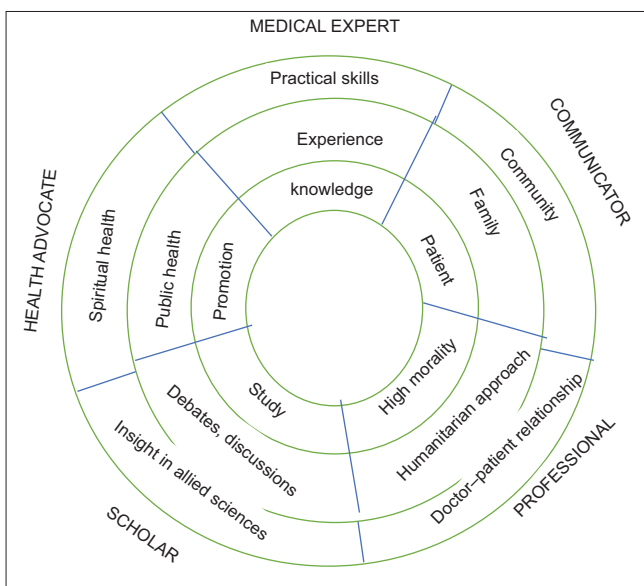 MEDICAL EXPERT
Practical skills
Experience
knowledge
COMMUNICATOR
Community
Family
Patient
PROFESSIONAL
Doctor–patient relationship
Humanitarian approach
High morality
SCHOLAR
Insight in allied sciences
Debates, discussions
Study
HEALTH ADVOCATE
Spiritual health
Public health
Promotion